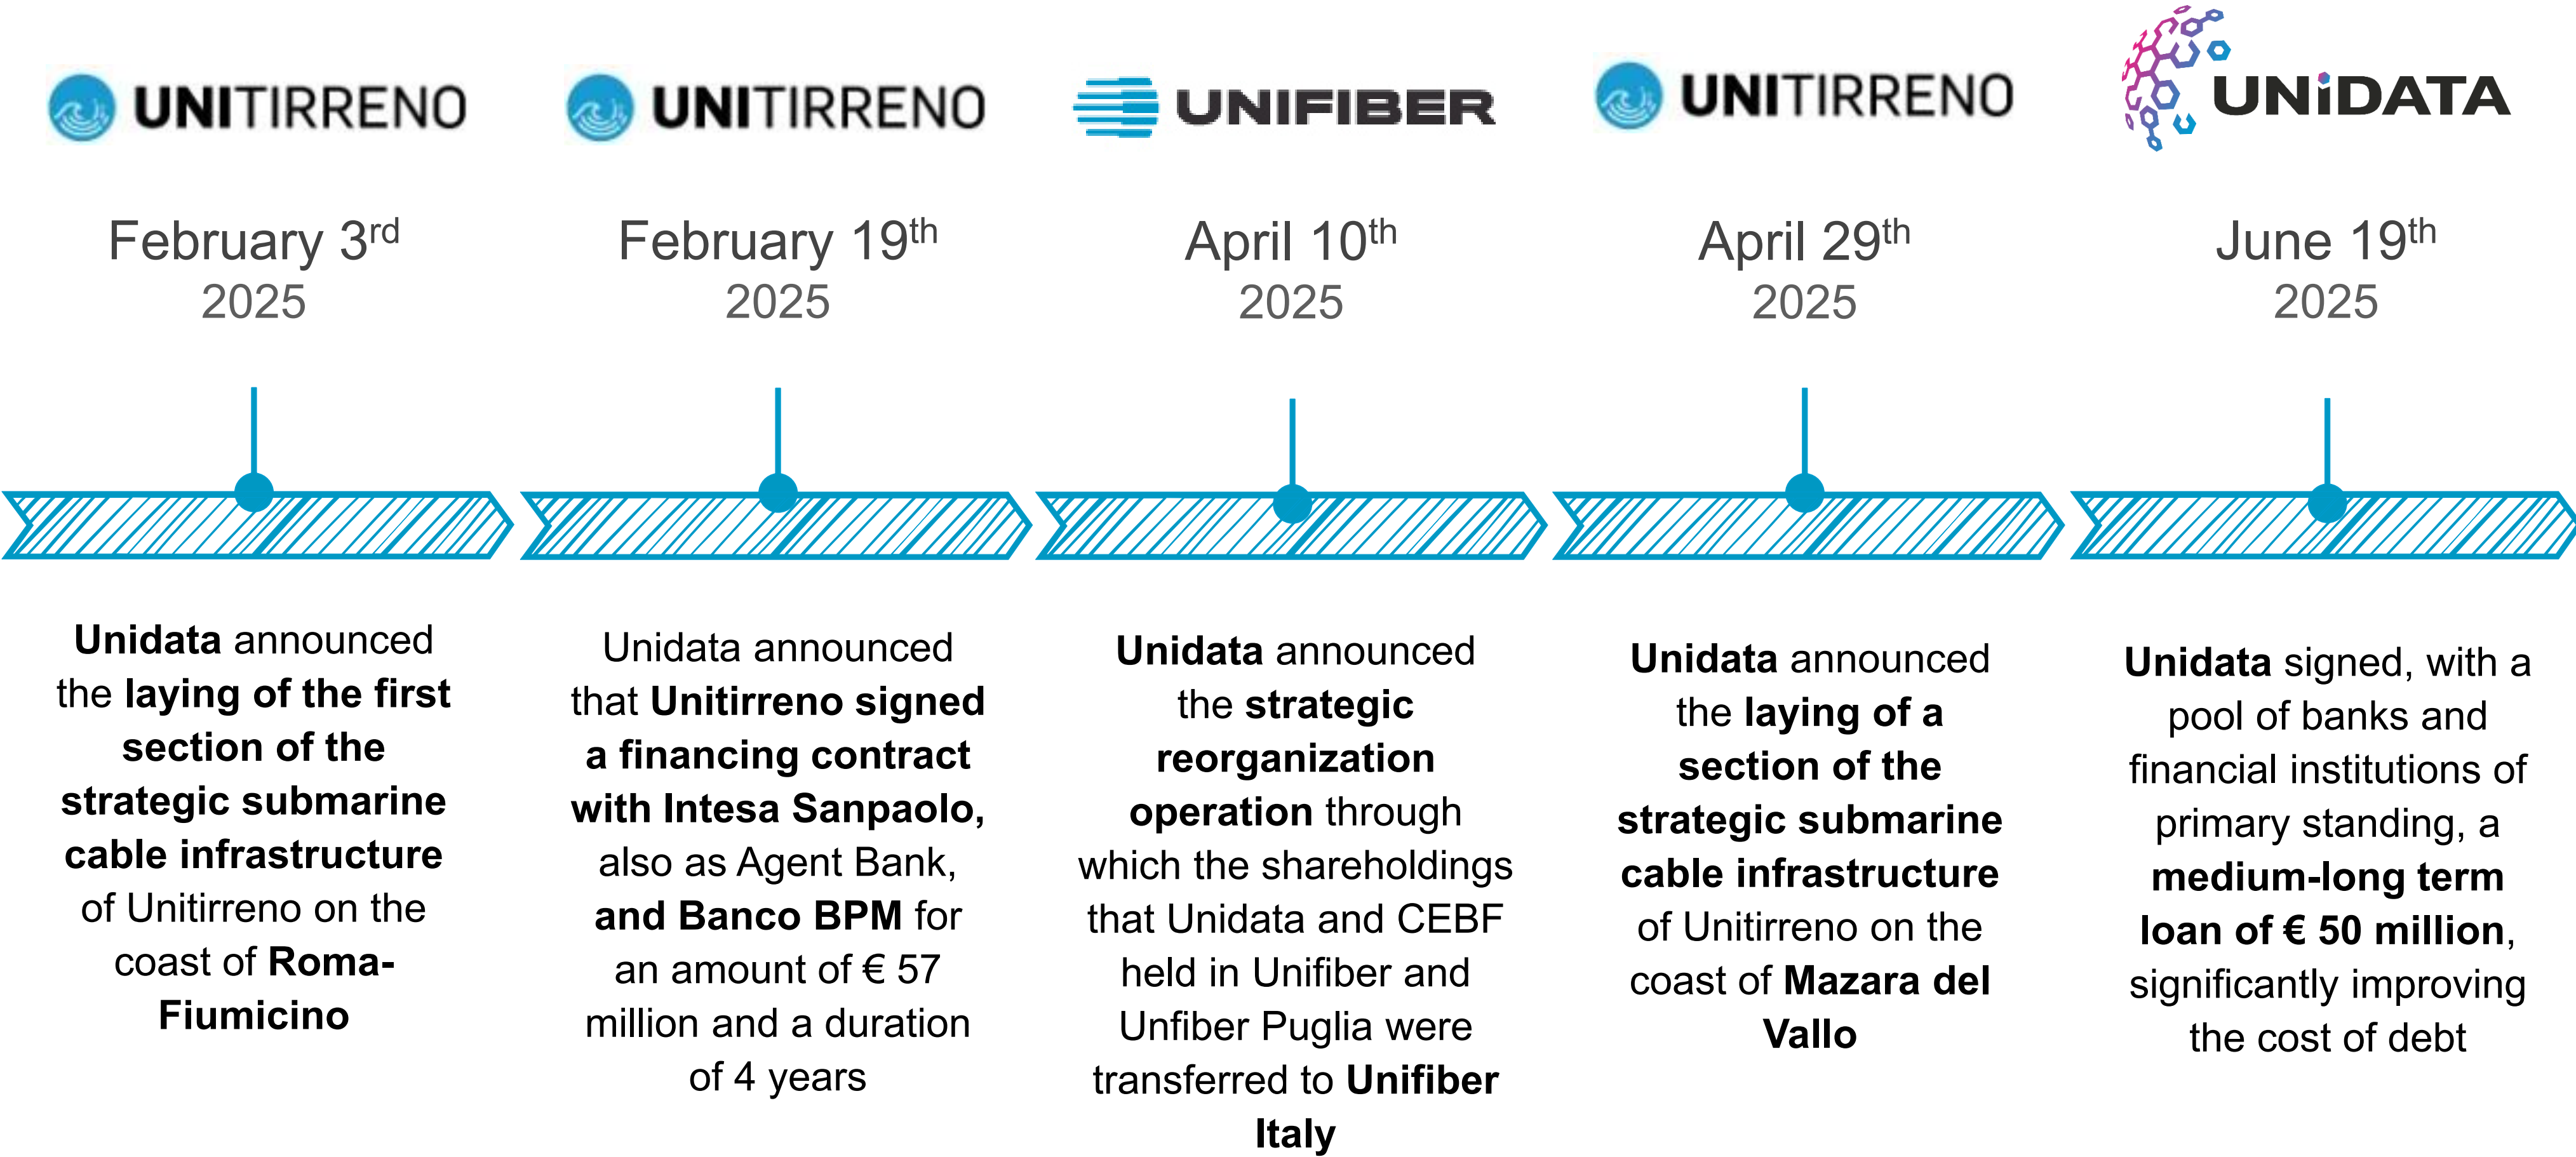 UNITIRRENO
February 3rd
2025
Unidata announced
the laying of the first
section of the
strategic submarine
cable infrastructure
of Unitirreno on the
coast of Roma-
Fiumicino
UNITIRRENO
February 19th
2025
Unidata announced
that Unitirreno signed
a financing contract
with Intesa Sanpaolo,
also as Agent Bank,
and Banco BPM for
an amount of € 57
million and a duration
of 4 years
UNIFIBER
April 10th
2025
Unidata announced
the strategic
reorganization
operation through
which the shareholdings
that Unidata and CEBF
held in Unifiber and
Unfiber Puglia were
transferred to Unifiber
Italy
UNITIRRENO
April 29th
2025
Unidata announced
the laying of a
section of the
strategic submarine
cable infrastructure
of Unitirreno on the
coast of Mazara del
Vallo
UNiDATA
June 19th
2025
Unidata signed, with a
pool of banks and
financial institutions of
primary standing, a
medium-long term
loan of € 50 million,
significantly improving
the cost of debt